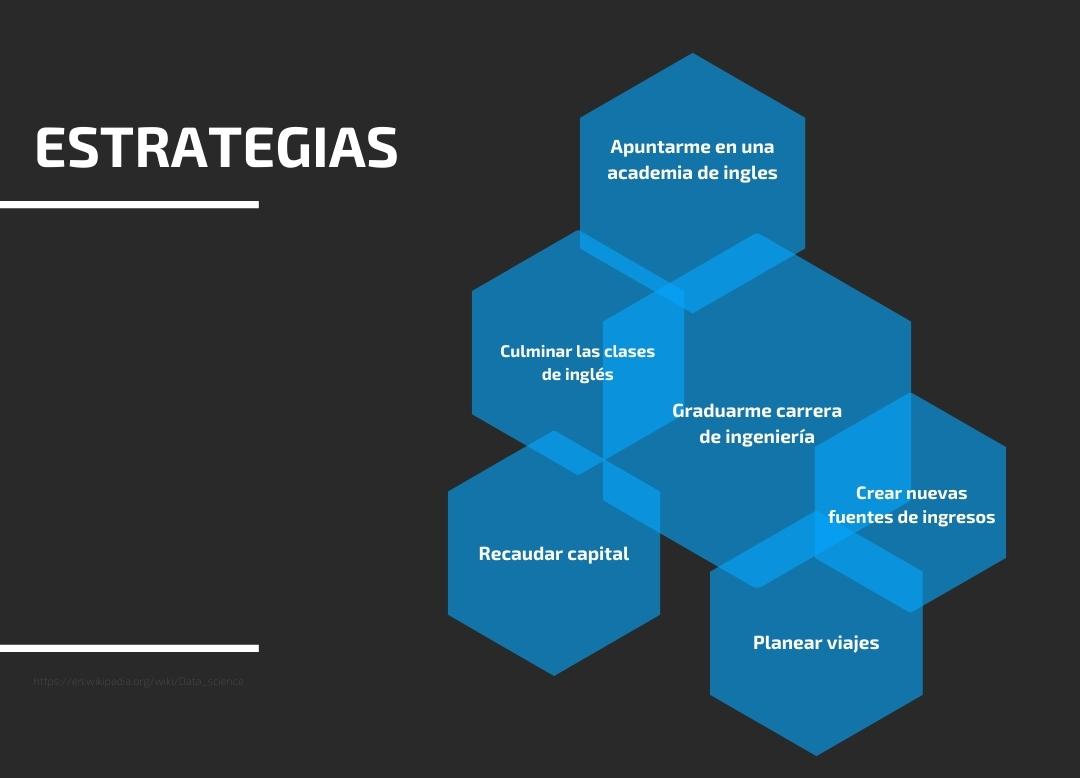 ESTRATEGIAS
Apuntarme en una
academia de ingles
Culminar las clases
de inglés
Graduarme carrera
de ingeniería
Crear nuevas
fuentes de ingresos
Recaudar capital
Planear viajes
https://en.wikipedia.org/wiki/Data_science